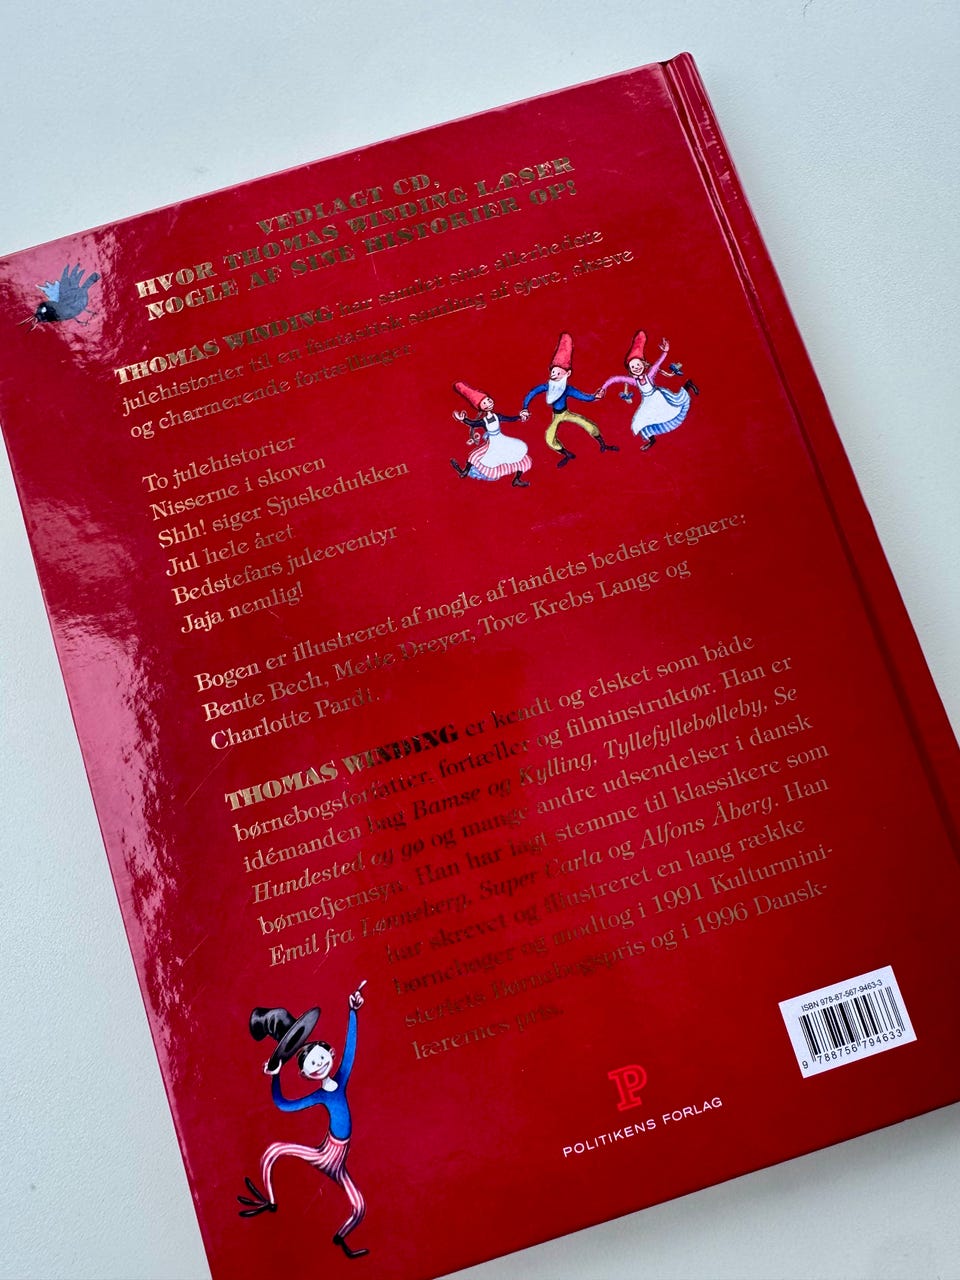 VEDLAGT CD,
HVOR THOMAS WINDING LÆSER
NOGLE AF SINE HISTORIER OP!
THOMAS WINDING har samlet sine allerbedste
julehistorier til en fantastisk samling af sjove, skæve
og charmerende fortællinger
To julehistorier
Nisserne i skoven
Shh! siger Sjuskedukken
Jul hele året
Bedstefars juleeventyr
Jaja nemlig!
Bogen er illustreret af nogle af landets bedste tegnere:
Bente Bech, Mette Dreyer, Tove Krebs Lange og
Charlotte Pardi.
THOMAS WINDING er kendt og elsket som både
børnebogsforfatter, fortæller og filminstruktør. Han er
idémanden bag Bamse og Kylling, Tyllefyllebølleby, Se
Hundested og gø og mange andre udsendelser i dansk
børnefjernsyn. Han har lagt stemme til klassikere som
Emil fra Lønneberg, Super Carla og Alfons Åberg. Han
har skrevet og illustreret en lang række
børnebøger og modtog i 1991 Kulturmini-
steriets Børnebogspris og i 1996 Dansk-
lærernes pris.
ISBN 978-87-567-9463-3
9 788756 794633
P
POLITIKENS FORLAG